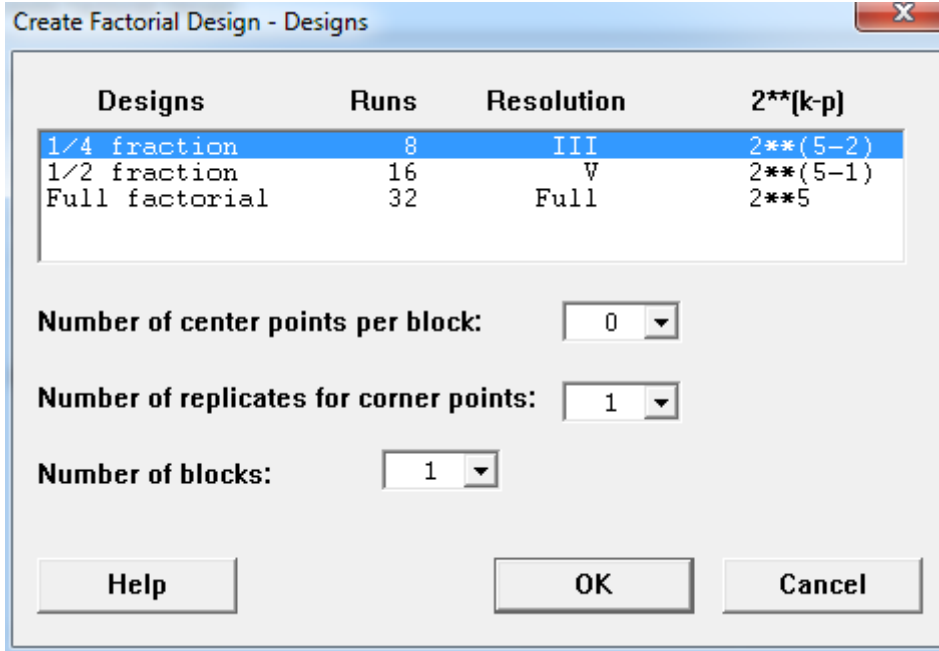 Create Factorial Design - Designs
X
Designs Runs Resolution 2**(k-p)
1/4 fraction 8 III 2**(5-2)
1/2 fraction 16 V 2**(5-1)
Full factorial 32 Full 2**5
Number of center points per block: 0
Number of replicates for corner points: 1
Number of blocks: 1
Help OK Cancel